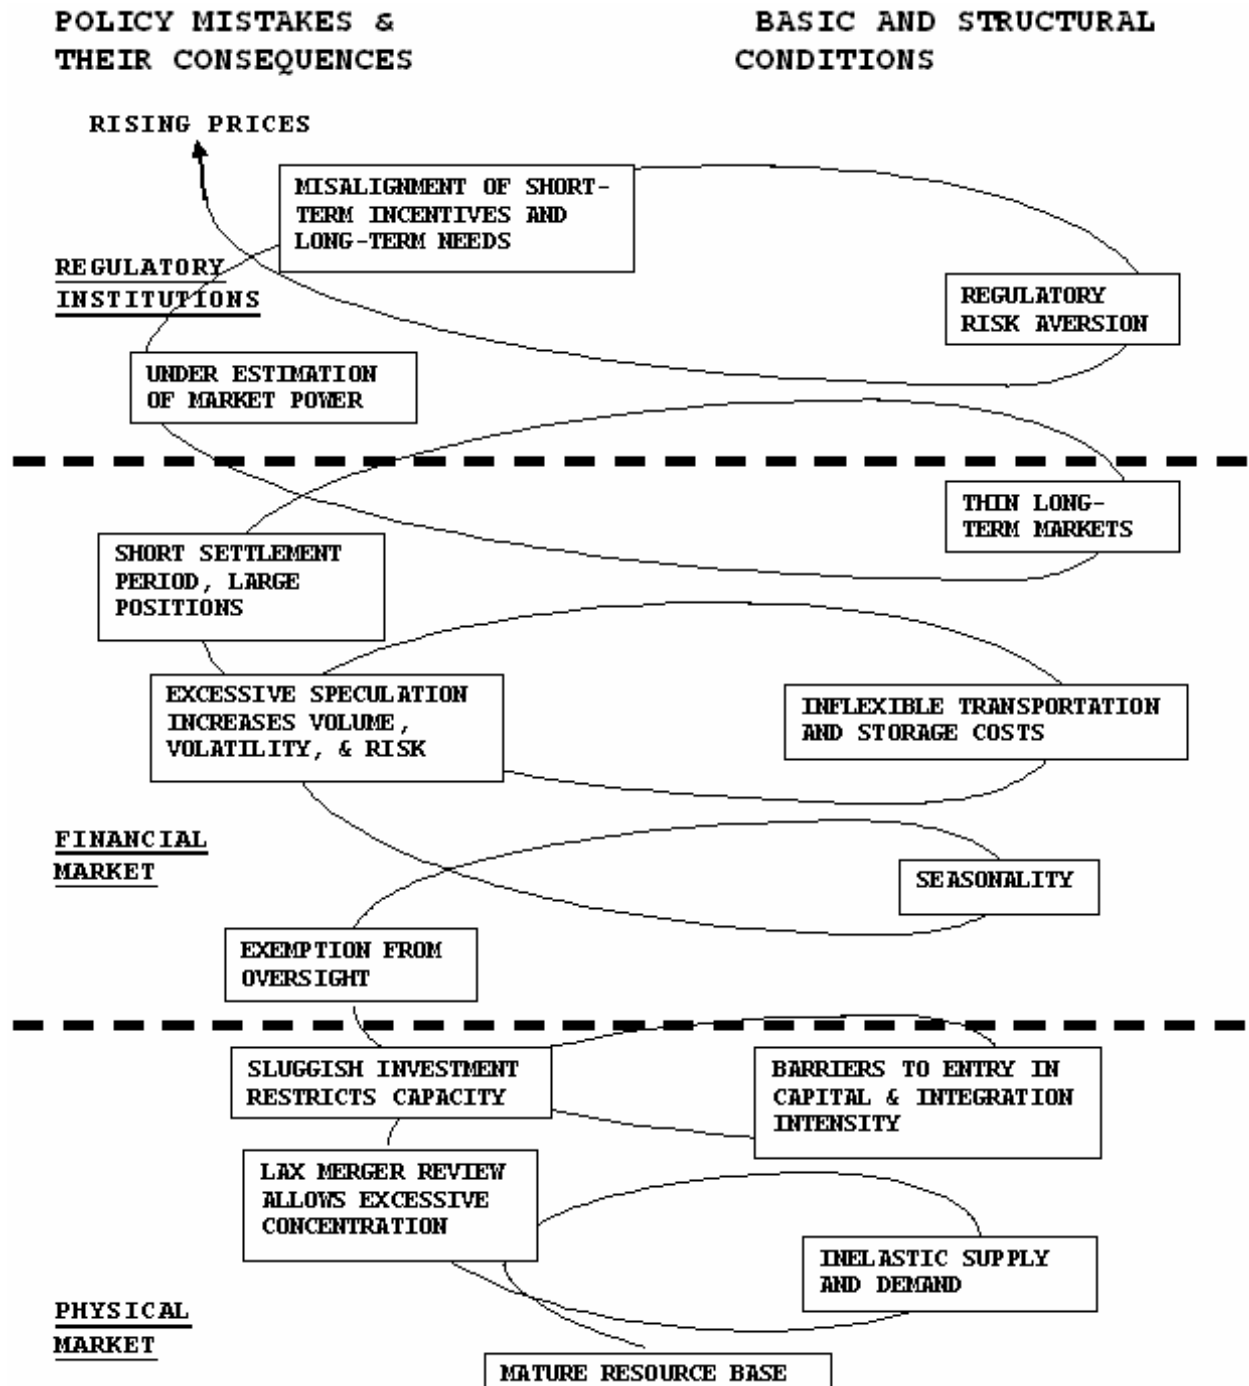 POLICY MISTAKES &
THEIR CONSEQUENCES
BASIC AND STRUCTURAL
CONDITIONS
RISING PRICES
MISALIGNMENT OF SHORT-
TERM INCENTIVES AND
LONG-TERM NEEDS
REGULATORY
INSTITUTIONS
REGULATORY
RISK AVERSION
UNDER ESTIMATION
OF MARKET POWER
THIN LONG-
TERM MARKETS
SHORT SETTLEMENT
PERIOD, LARGE
POSITIONS
EXCESSIVE SPECULATION
INCREASES VOLUME,
VOLATILITY, & RISK
INFLEXIBLE TRANSPORTATION
AND STORAGE COSTS
FINANCIAL
MARKET
SEASONALITY
EXEMPTION FROM
OVERSIGHT
SLUGGISH INVESTMENT
RESTRICTS CAPACITY
BARRIERS TO ENTRY IN
CAPITAL & INTEGRATION
INTENSITY
LAX MERGER REVIEW
ALLOWS EXCESSIVE
CONCENTRATION
INELASTIC SUPPLY
AND DEMAND
PHYSICAL
MARKET
MATURE RESOURCE BASE